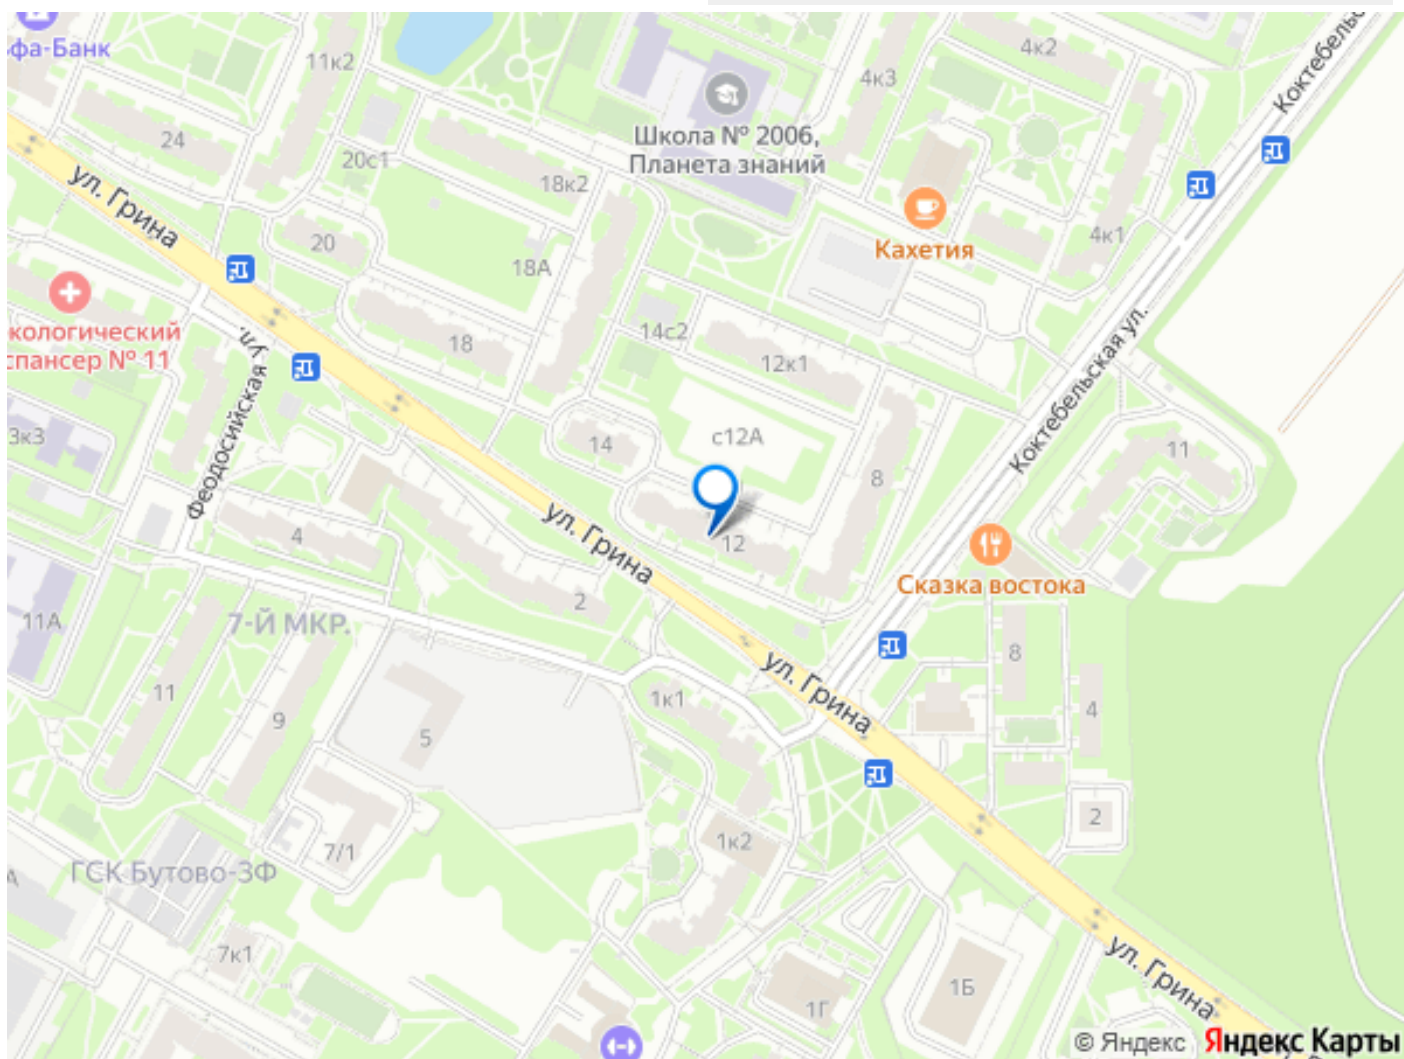 фа-Банк
11к2
4к2
4к3
Коктебельс
24
20с1
Школа № 2006,
Планета знаний
18к2
ул. Грина
20
18А
Кахетия
4к1
кологический
спансер № 11
18
14с2
12к1
Коктебельская ул.
Феодосийская ул.
3к3
14
с12А
8
11
4
ул. Грина
12
Сказка востока
2
11А
7-Й МКР.
8
11
9
1к1
ул. Грина
4
5
2
7/1
1к2
ГСК Бутово-3Ф
А
7к1
1Б
1Г
ул. Грина
© Яндекс Яндекс Карты